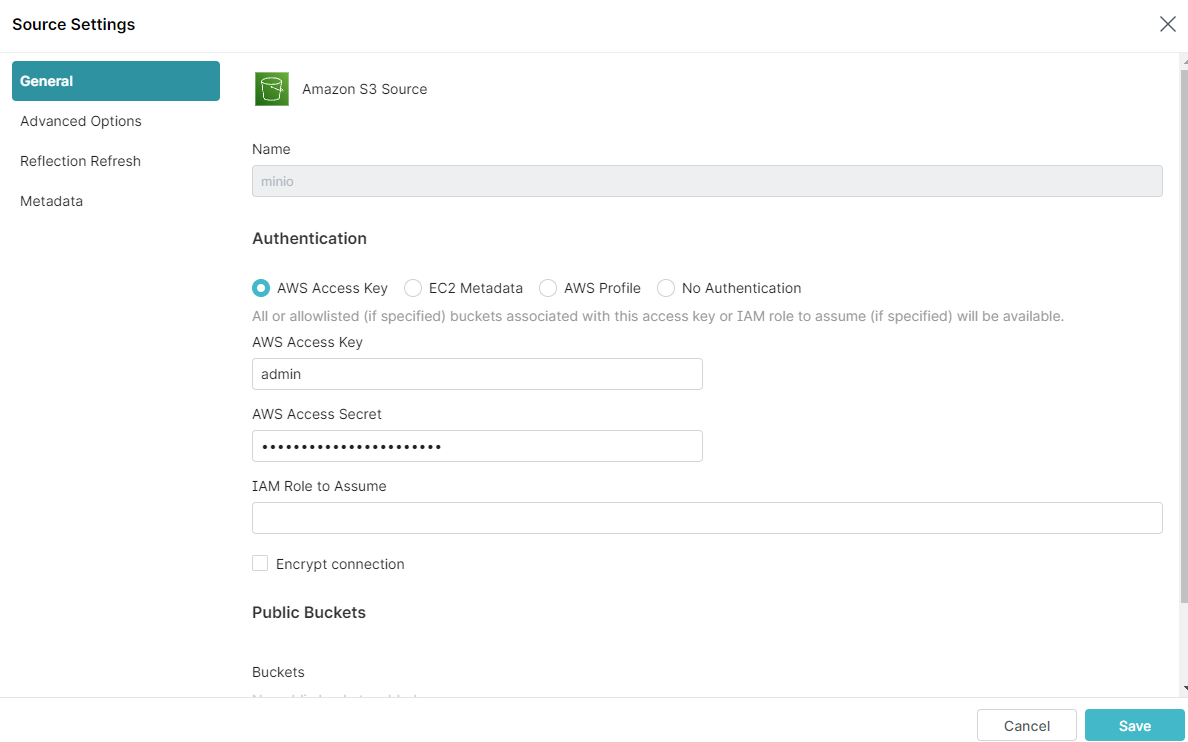 Source Settings
General
Advanced Options
Reflection Refresh
Metadata
Amazon S3 Source
Name
minio
Authentication
AWS Access Key
EC2 Metadata
AWS Profile
No Authentication
All or allowlisted (if specified) buckets associated with this access key or IAM role to assume (if specified) will be available.
AWS Access Key
admin
AWS Access Secret
•••••••••••••••••••••••
IAM Role to Assume
Encrypt connection
Public Buckets
Buckets
Cancel
Save